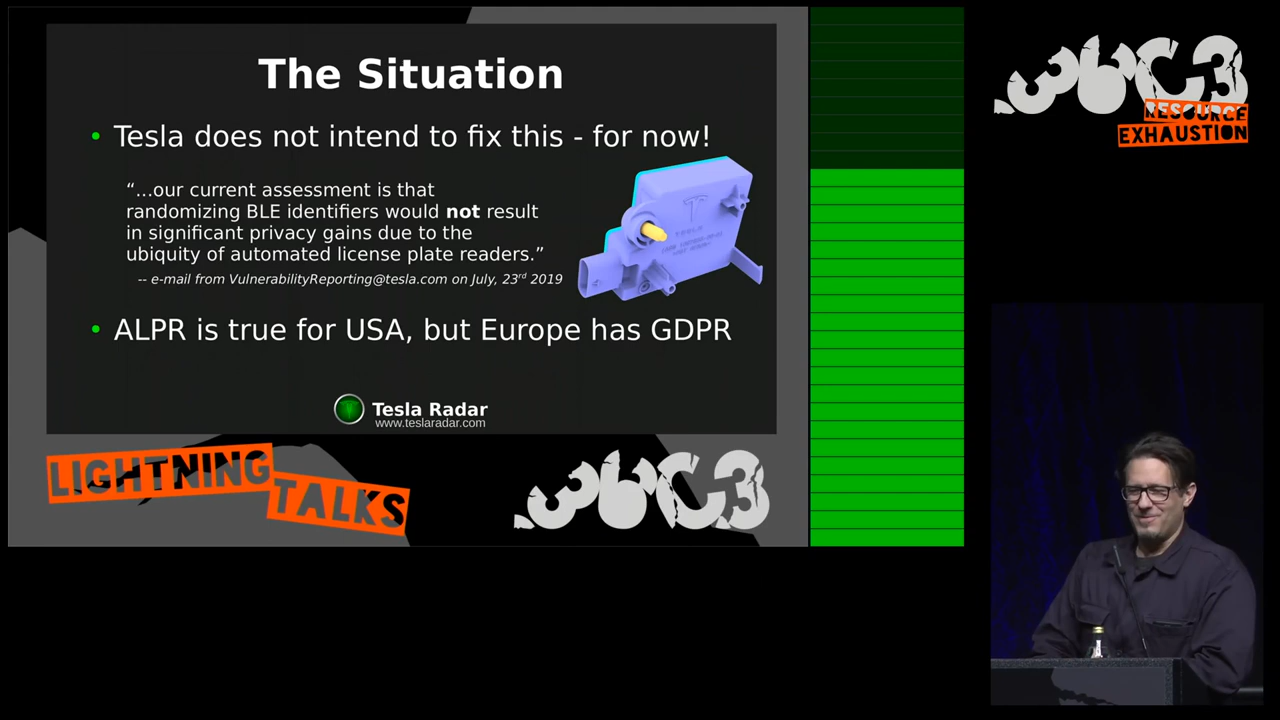 The Situation
• Tesla does not intend to fix this - for now!
“...our current assessment is that
randomizing BLE identifiers would not result
in significant privacy gains due to the
ubiquity of automated license plate readers.”
-- e-mail from VulnerabilityReporting@tesla.com on July, 23rd 2019
• ALPR is true for USA, but Europe has GDPR
Tesla Radar
www.teslaradar.com
LIGHTNING
TALKS
36C3
36C3
RESOURCE
EXHAUSTION